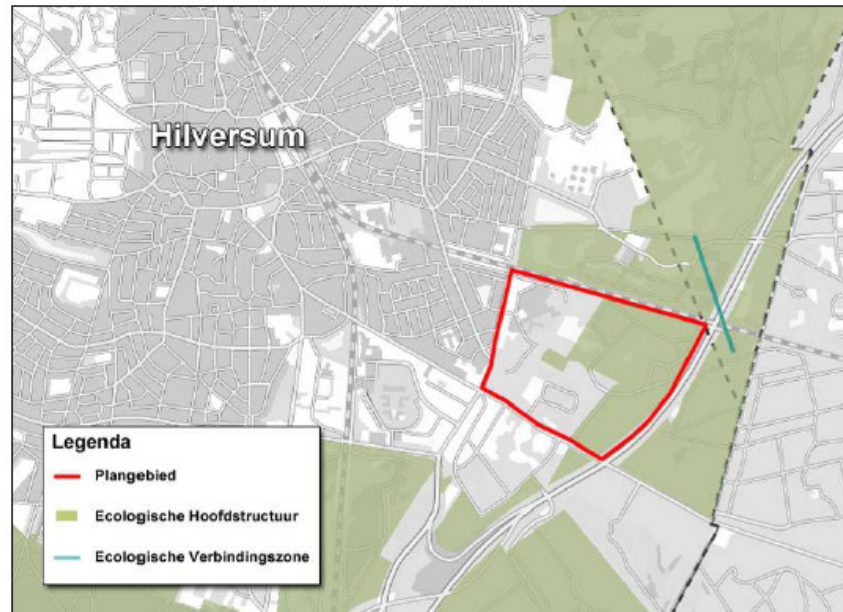 Hilversum
Legenda
Plangebied
Ecologische Hoofdstructuur
Ecologische Verbindingszone